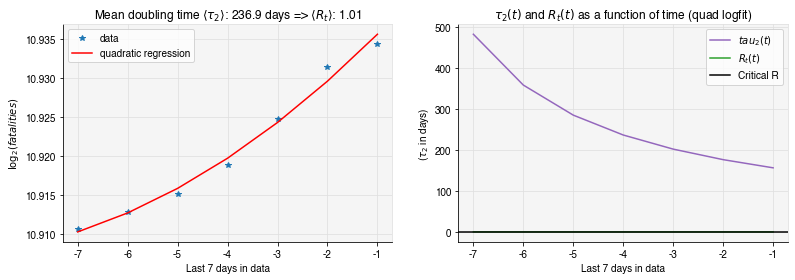 Mean doubling time ⟨τ₂⟩: 236.9 days => ⟨Rₜ⟩: 1.01
data
quadratic regression
log₂(fatalities)
10.935
10.930
10.925
10.920
10.915
10.910
-7 -6 -5 -4 -3 -2 -1
Last 7 days in data
τ₂(t) and Rₜ(t) as a function of time (quad logfit)
tau₂(t)
Rₜ(t)
Critical R
(τ₂ in days)
500
400
300
200
100
0
-7 -6 -5 -4 -3 -2 -1
Last 7 days in data